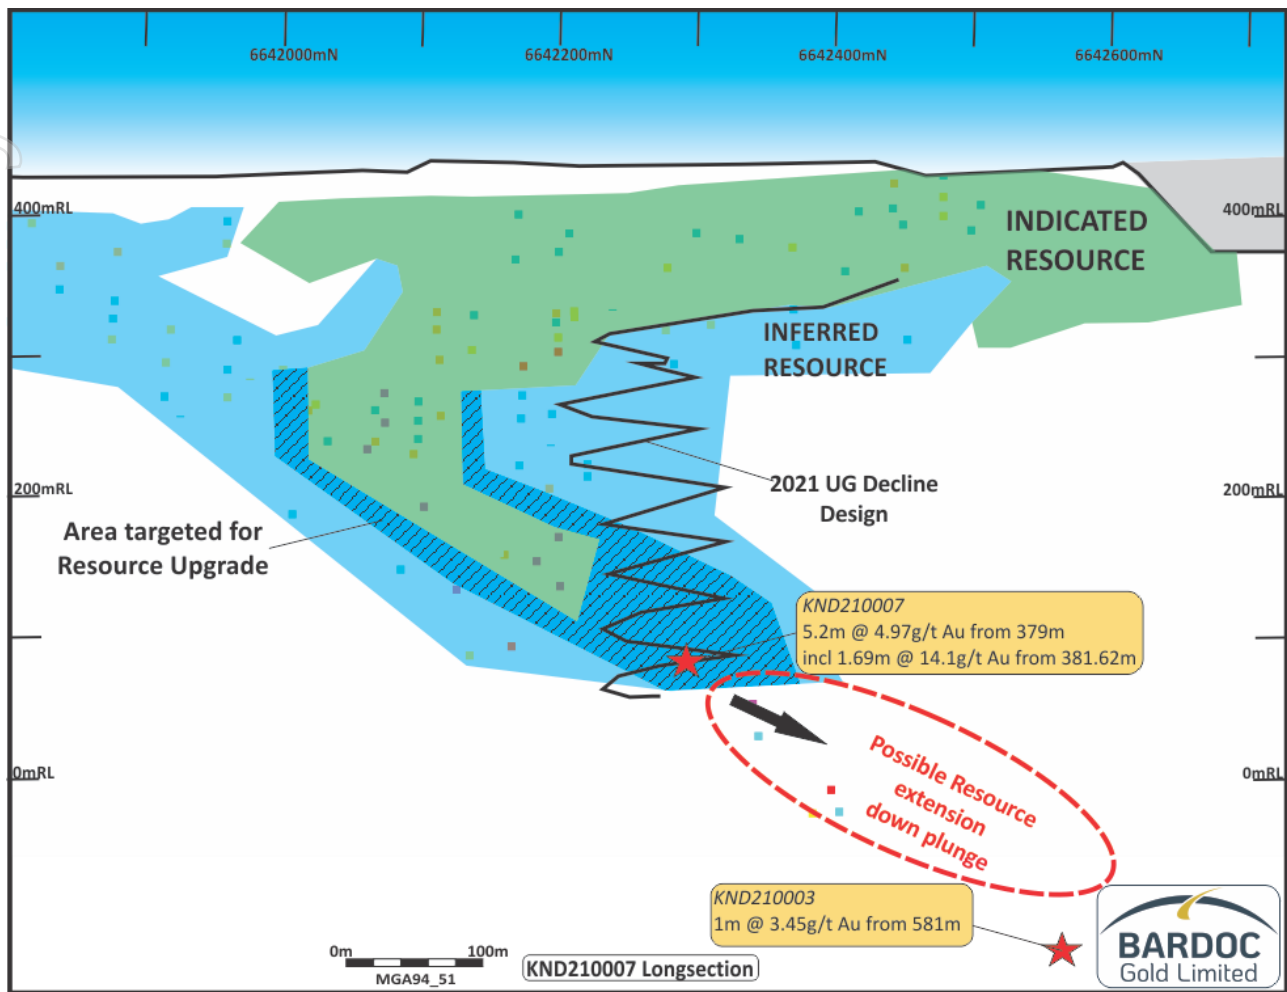 6642000mN
6642200mN
6642400mN
6642600mN
400mRL
400mRL
INDICATED
RESOURCE
INFERRED
RESOURCE
200mRL
200mRL
2021 UG Decline
Design
Area targeted for
Resource Upgrade
KND210007
5.2m @ 4.97g/t Au from 379m
incl 1.69m @ 14.1g/t Au from 381.62m
0mRL
0mRL
Possible Resource
extension
down plunge
KND210003
1m @ 3.45g/t Au from 581m
0m
100m
MGA94_51
KND210007 Longsection
BARDOC
Gold Limited